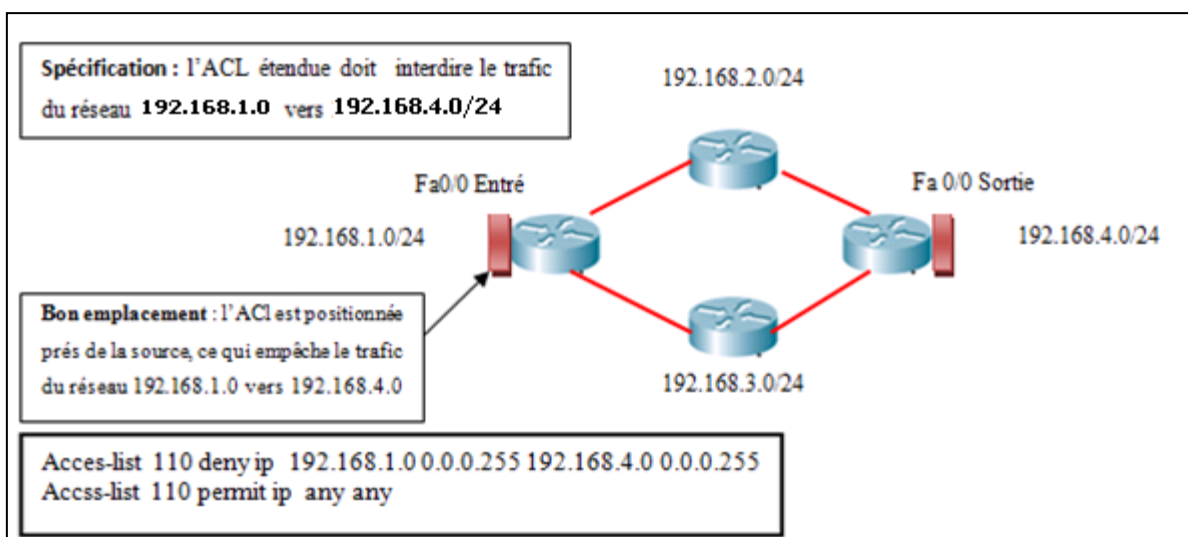 Spécification : l'ACL étendue doit interdire le trafic
du réseau 192.168.1.0 vers 192.168.4.0/24
192.168.2.0/24
Fa0/0 Entré
Fa 0/0 Sortie
192.168.1.0/24
192.168.4.0/24
Bon emplacement : l'ACl est positionnée
prés de la source, ce qui empêche le trafic
du réseau 192.168.1.0 vers 192.168.4.0
192.168.3.0/24
Acces-list 110 deny ip 192.168.1.0 0.0.0.255 192.168.4.0 0.0.0.255
Accss-list 110 permit ip any any